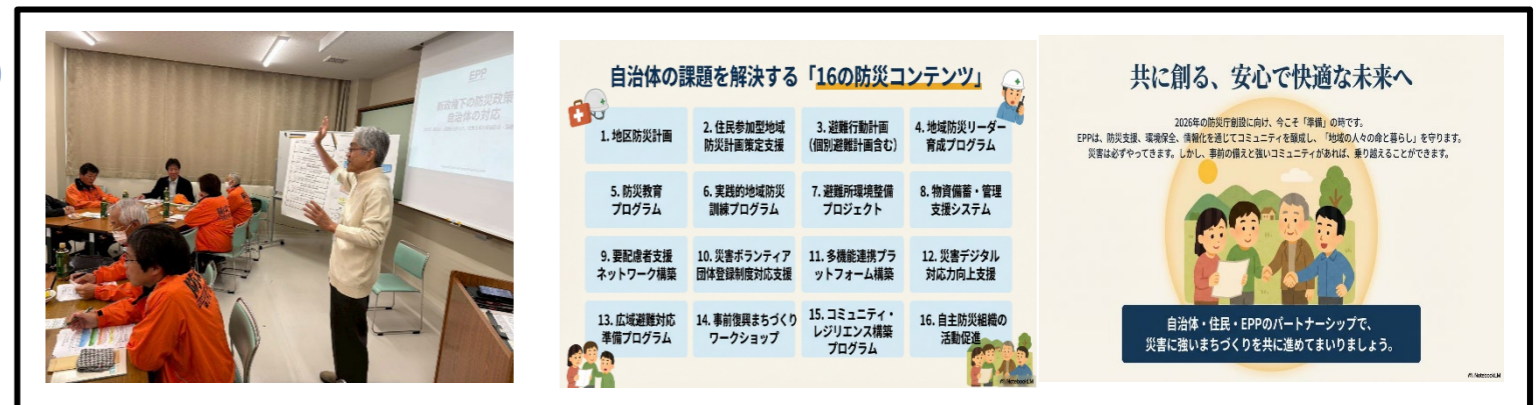 EPP
新政権下の防災政策
自治体の対応
自治体の課題を解決する「16の防災コンテンツ」
1. 地区防災計画
2. 住民参加型地域
防災計画策定支援
3. 避難行動計画
(個別避難計画含む)
4. 地域防災リーダー
育成プログラム
5. 防災教育
プログラム
6. 実践的地域防災
訓練プログラム
7. 避難所環境整備
プロジェクト
8. 物資備蓄・管理
支援システム
9. 要配慮者支援
ネットワーク構築
10. 災害ボランティア
団体登録制度対応支援
11. 多機能連携プラ
ットフォーム構築
12. 災害デジタル
対応力向上支援
13. 広域避難対応
準備プログラム
14. 事前復興まちづくり
ワークショップ
15. コミュニティ・
レジリエンス構築
プログラム
16. 自主防災組織の
活動促進
NotebookLM
共に創る、安心で快適な未来へ
2026年の防災庁創設に向け、今こそ「準備」の時です。
EPPは、防災支援、環境保全、情報化を通じてコミュニティを醸成し、「地域の人々の命と暮らし」を守ります。
災害は必ずやってきます。しかし、事前の備えと強いコミュニティがあれば、乗り越えることができます。
自治体・住民・EPPのパートナーシップで、
災害に強いまちづくりを共に進めてまいりましょう。
NotebookLM